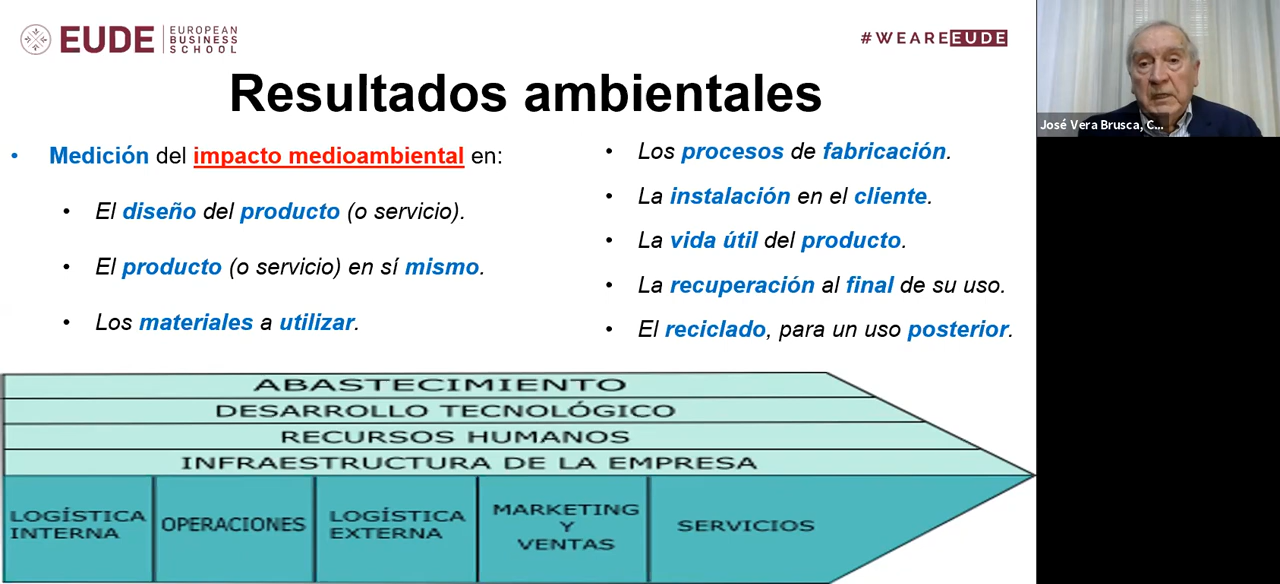 EUDE
EUROPEAN
BUSINESS
SCHOOL
#WEAREEUDE
Resultados ambientales
• Medición del impacto medioambiental en:
• El diseño del producto (o servicio).
• El producto (o servicio) en sí mismo.
• Los materiales a utilizar.
• Los procesos de fabricación.
• La instalación en el cliente.
• La vida útil del producto.
• La recuperación al final de su uso.
• El reciclado, para un uso posterior.
José Vera Brusca, C...
ABASTECIMIENTO
DESARROLLO TECNOLÓGICO
RECURSOS HUMANOS
INFRAESTRUCTURA DE LA EMPRESA
LOGÍSTICA
INTERNA
OPERACIONES
LOGÍSTICA
EXTERNA
MARKETING
Y
VENTAS
SERVICIOS